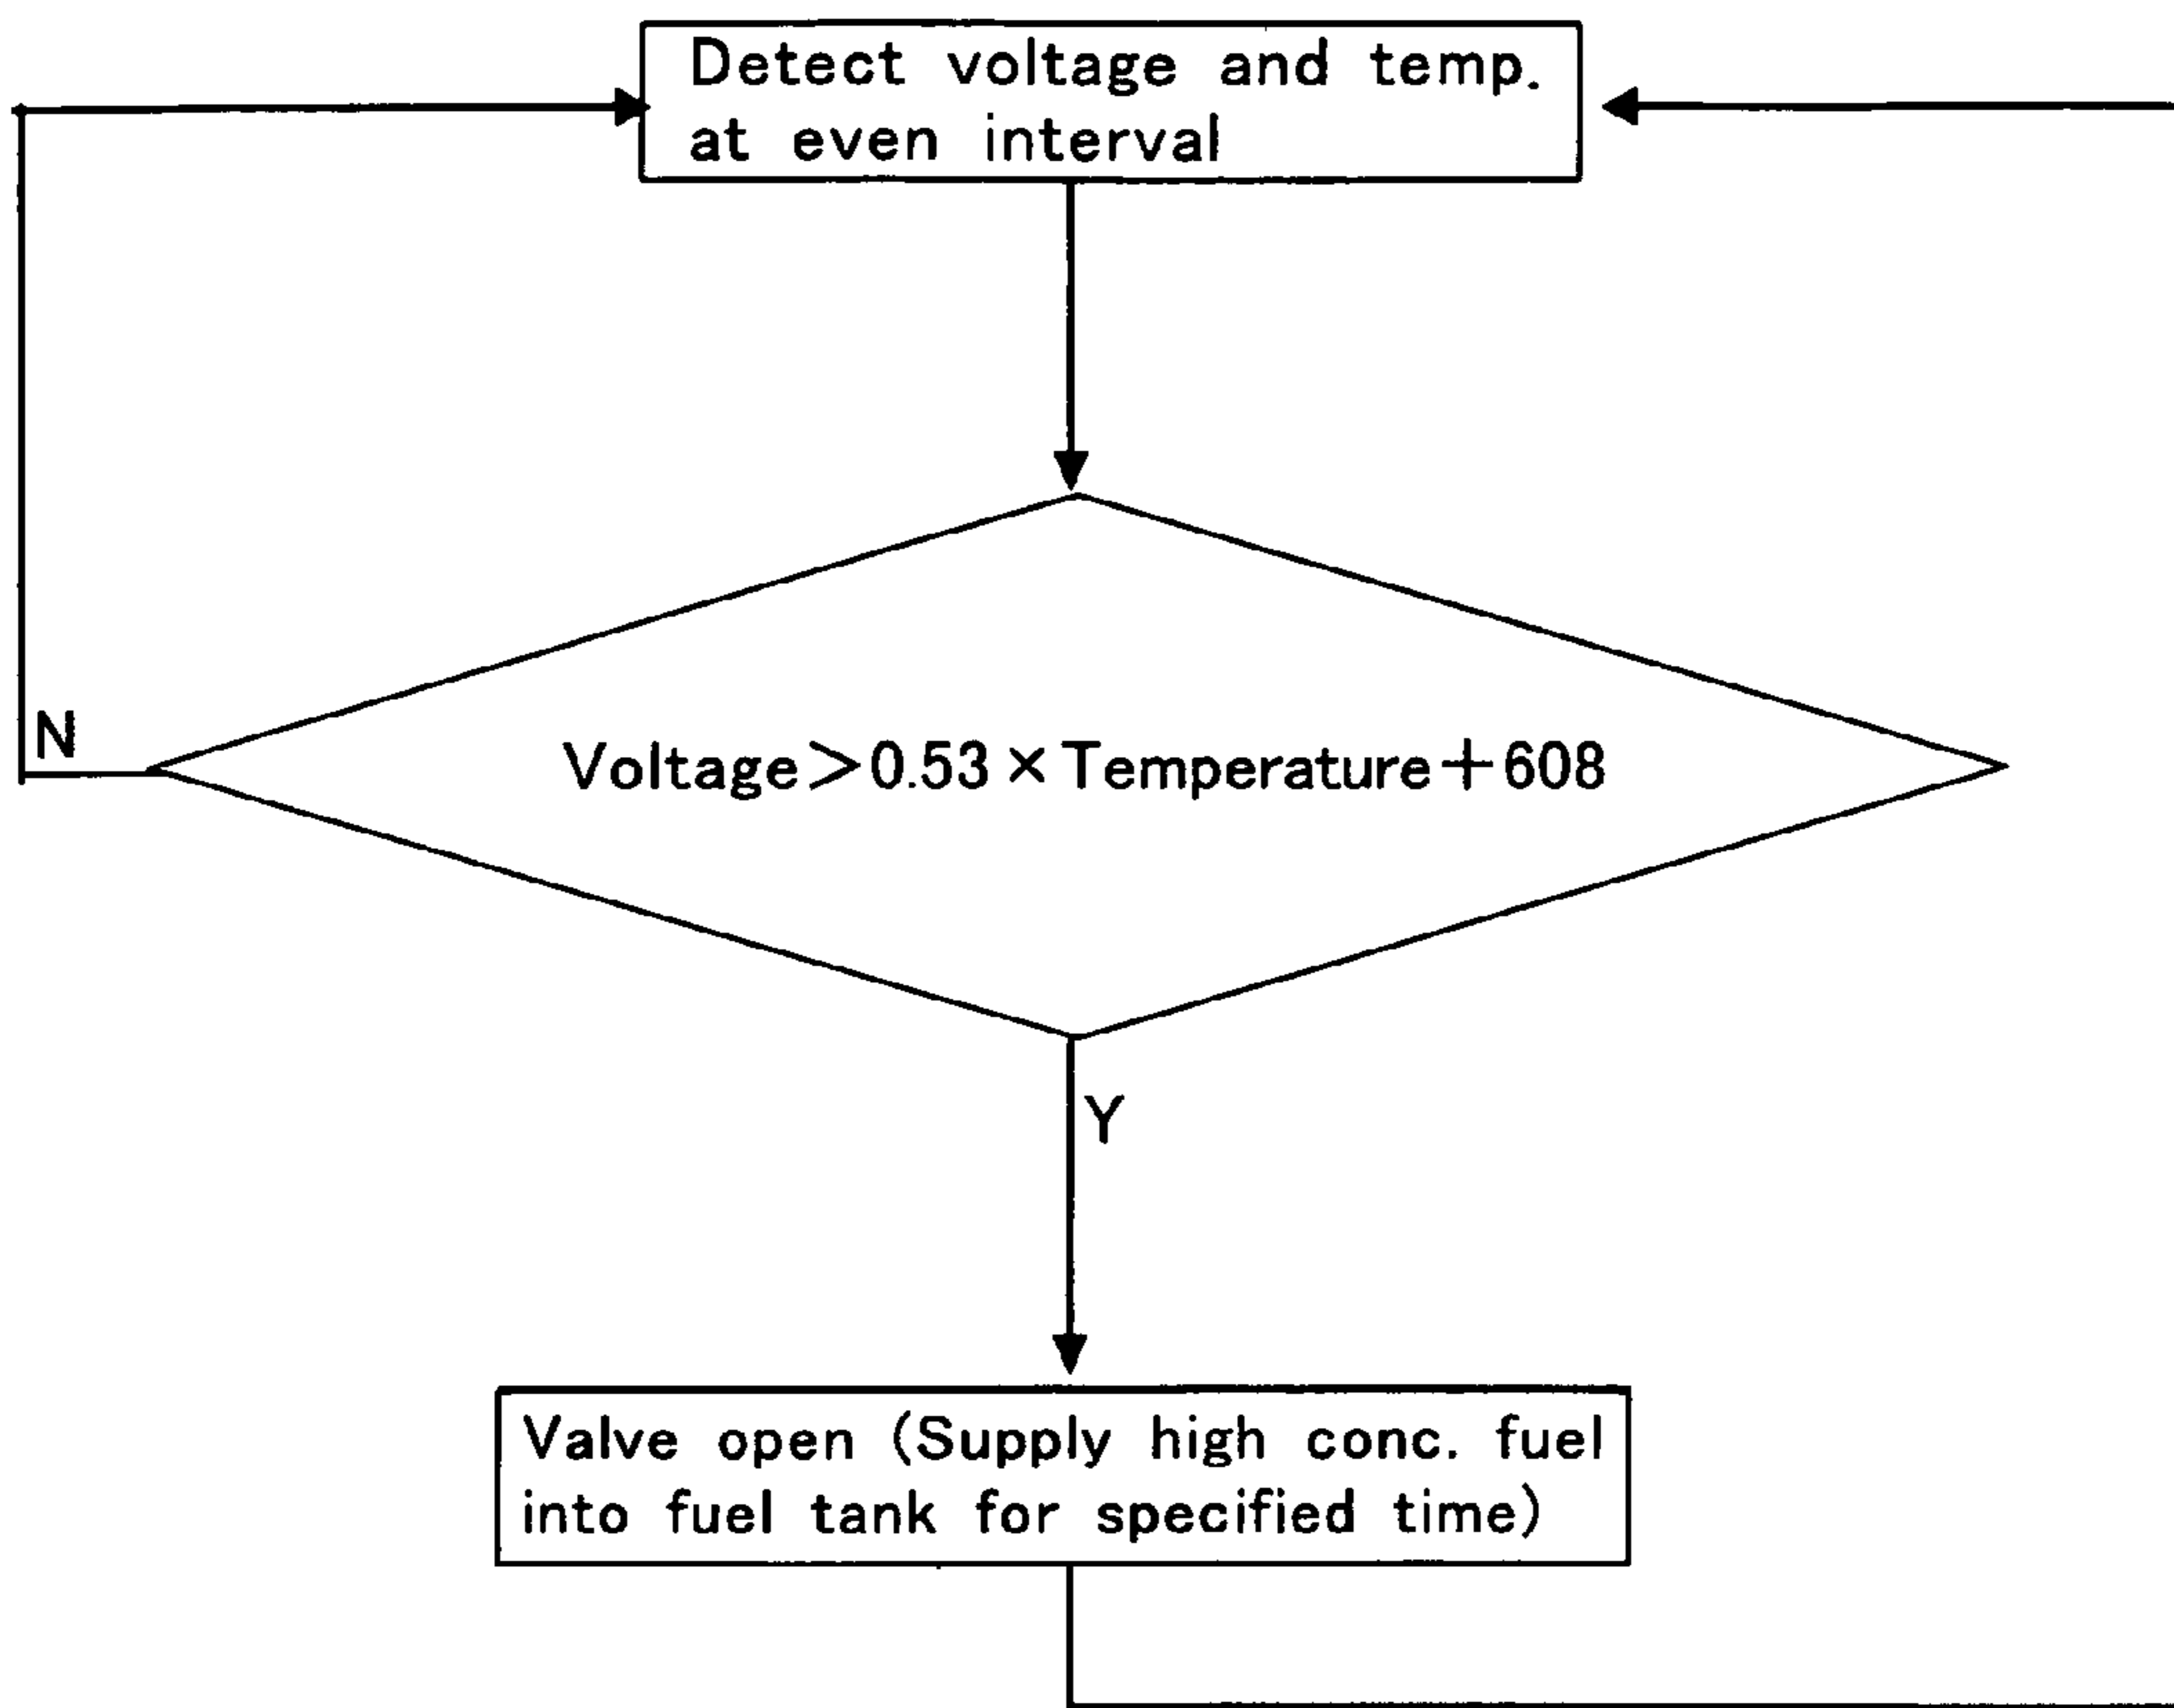 Detect voltage and temp.
at even interval
N
Voltage>0.53×Temperature+608
Y
Valve open (Supply high conc. fuel
into fuel tank for specified time)